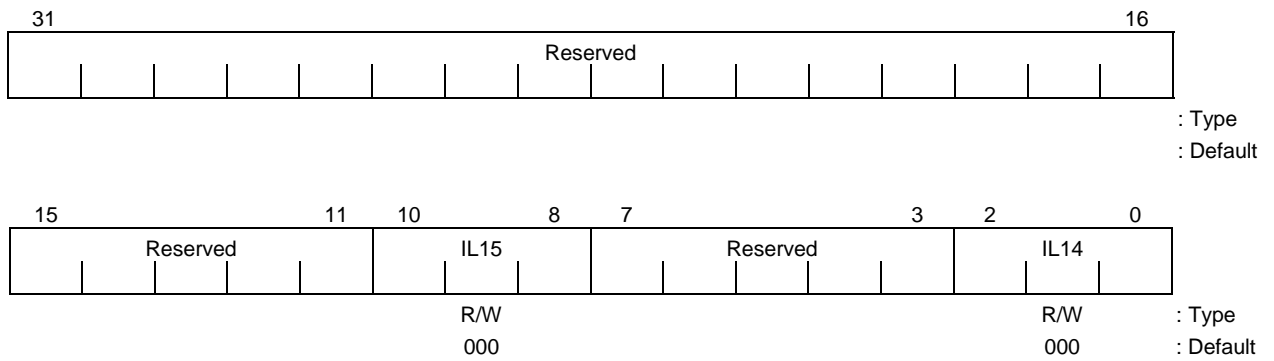 31 16
Reserved
: Type
: Default
15 11 10 8 7 3 2 0
Reserved IL15 Reserved IL14
R/W R/W : Type
000 000 : Default